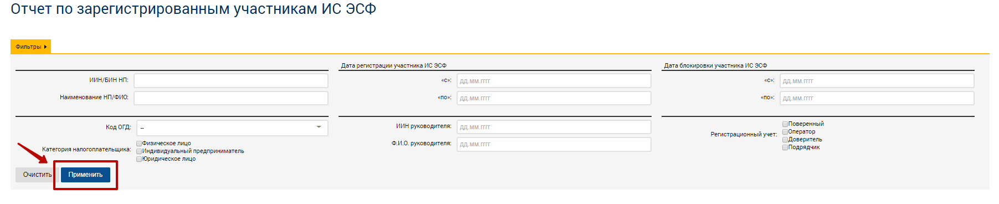 Отчет по зарегистрированным участникам ИС ЭСФ
Фильтры
Дата регистрации участника ИС ЭСФ
Дата блокировки участника ИС ЭСФ
ИИН/БИН НП:
«с»: дд.мм.гггг
«с»: дд.мм.гггг
Наименование НП/ФИО:
«по»: дд.мм.гггг
«по»: дд.мм.гггг
Код ОГД: --
ИИН руководителя: дд.мм.гггг
Ф.И.О. руководителя: дд.мм.гггг
Регистрационный учет:
Поверенный
Оператор
Доверитель
Подрядчик
Категория налогоплательщика:
Физическое лицо
Индивидуальный предприниматель
Юридическое лицо
Очистить
Применить